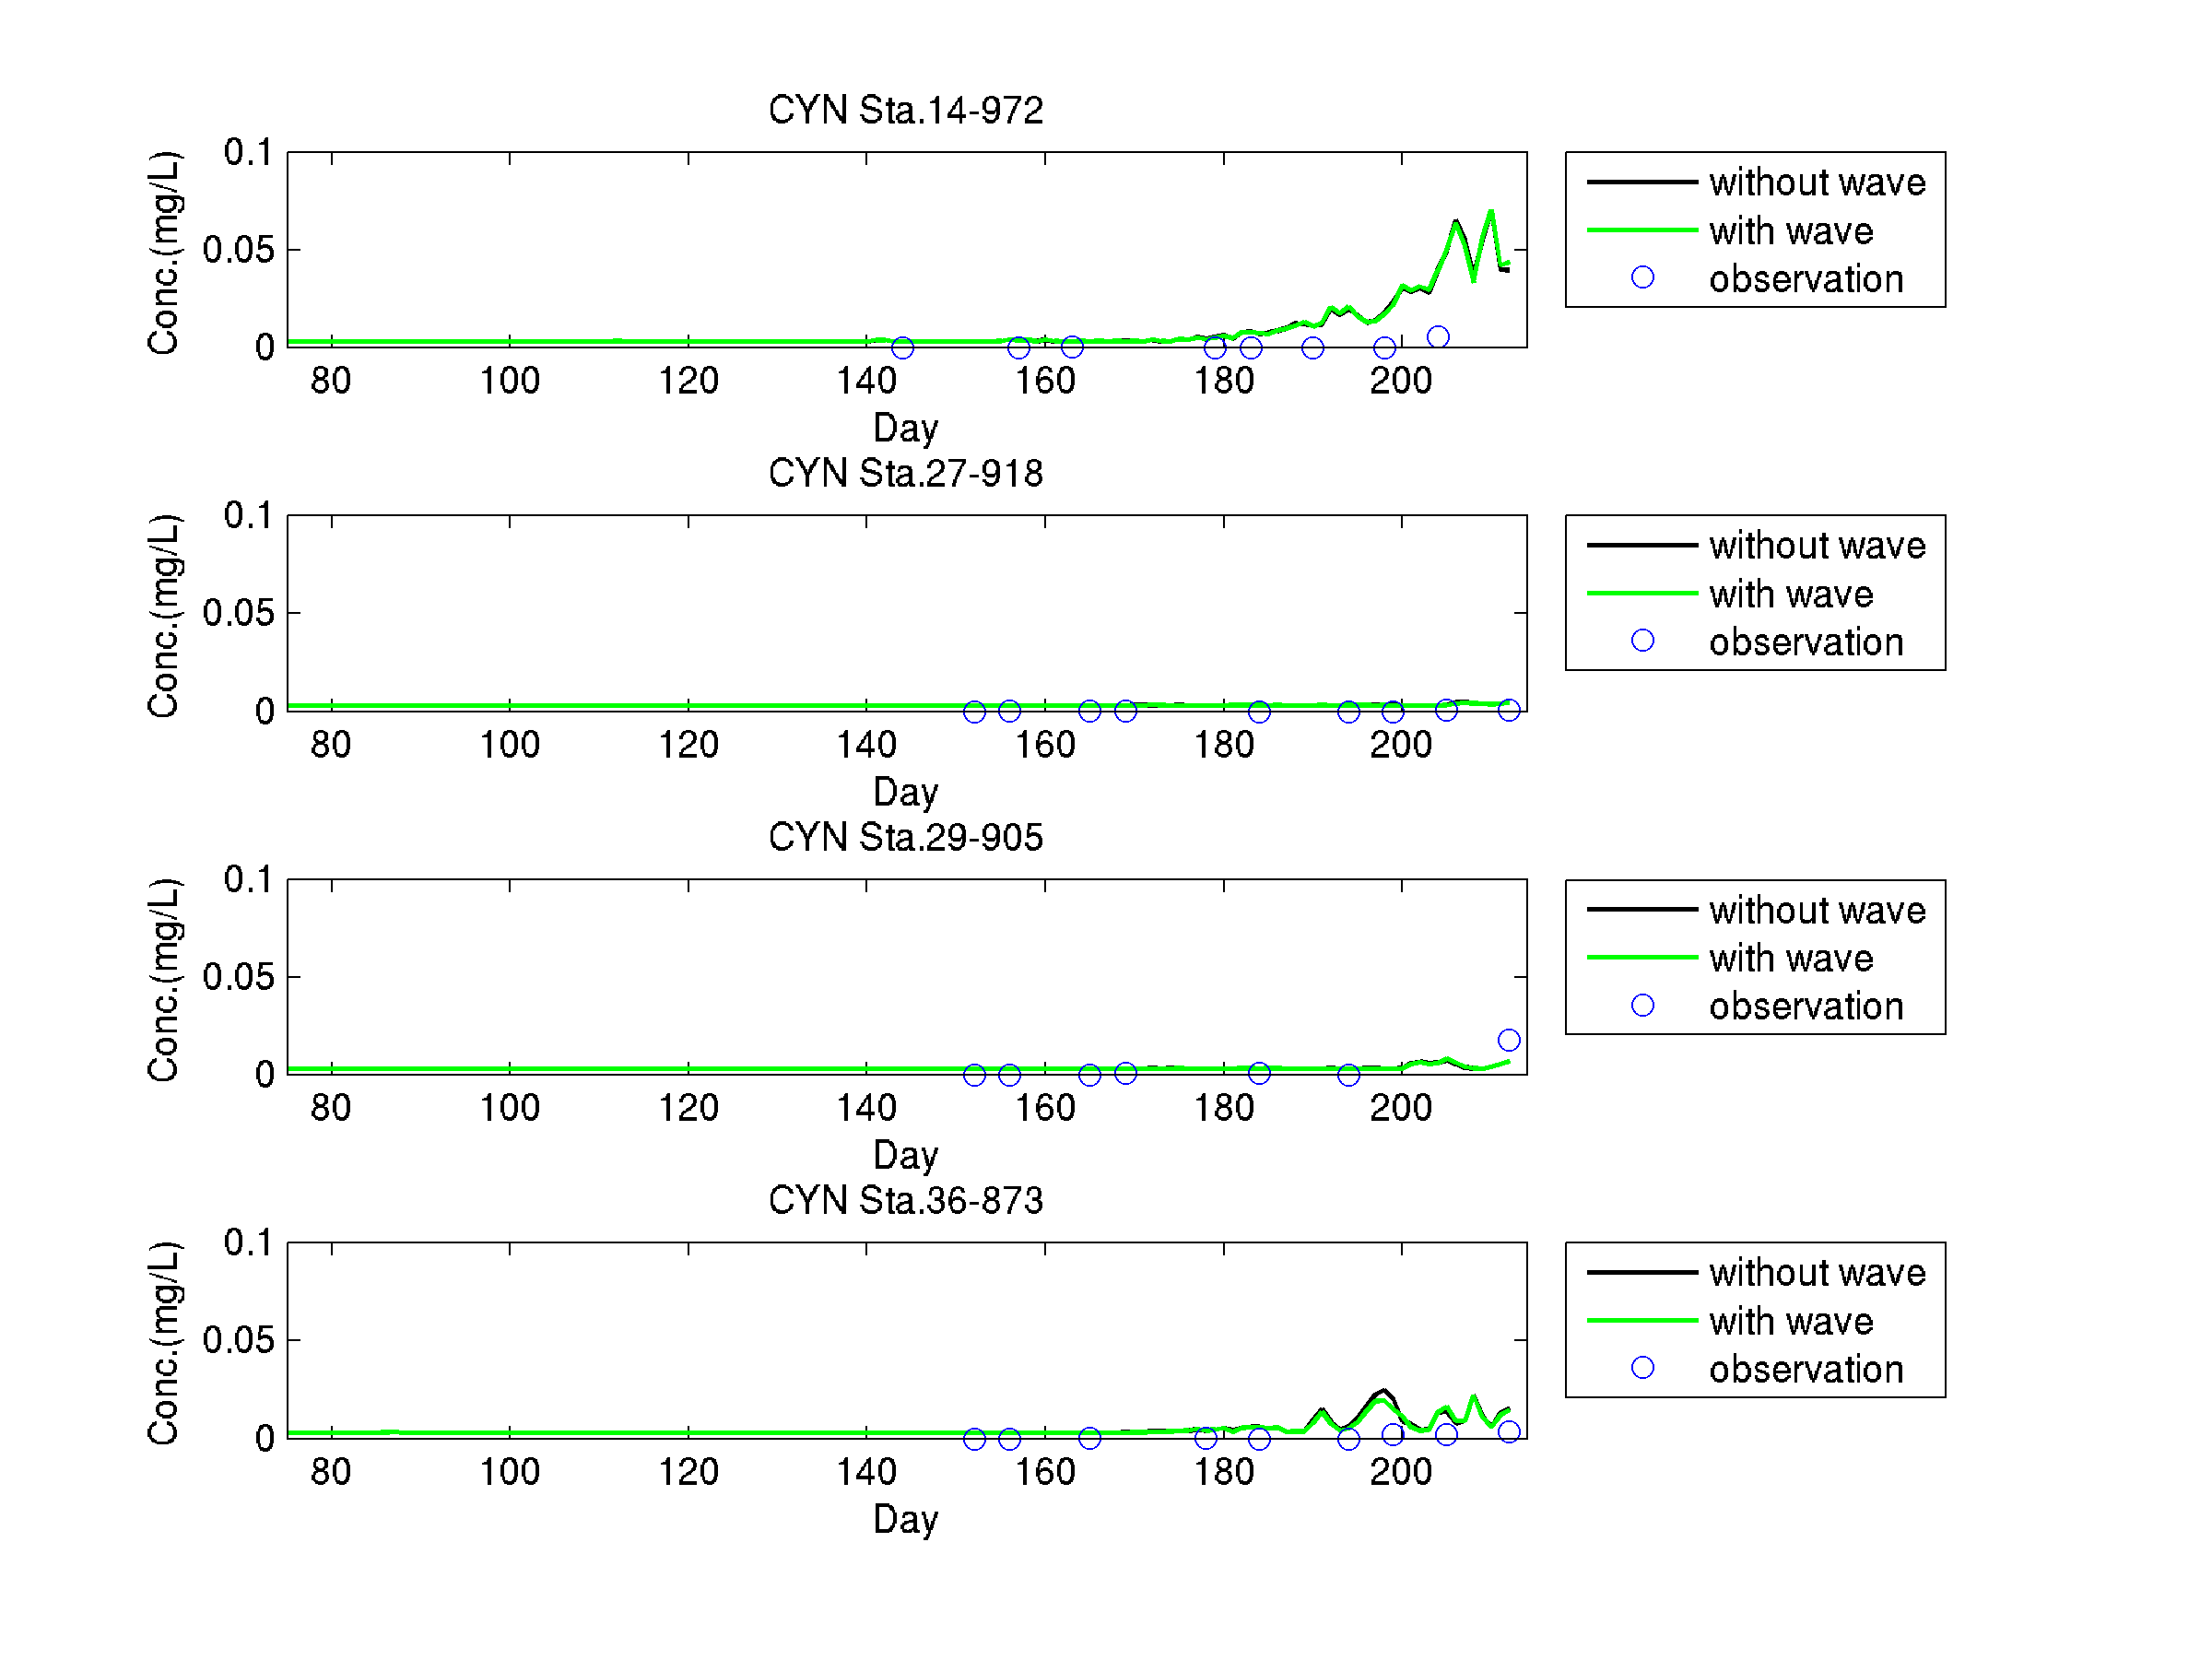 CYN Sta.14-972
0.1
0.05
0
Conc.(mg/L)
80 100 120 140 160 180 200
Day
without wave
with wave
observation
CYN Sta.27-918
0.1
0.05
0
Conc.(mg/L)
80 100 120 140 160 180 200
Day
without wave
with wave
observation
CYN Sta.29-905
0.1
0.05
0
Conc.(mg/L)
80 100 120 140 160 180 200
Day
without wave
with wave
observation
CYN Sta.36-873
0.1
0.05
0
Conc.(mg/L)
80 100 120 140 160 180 200
Day
without wave
with wave
observation